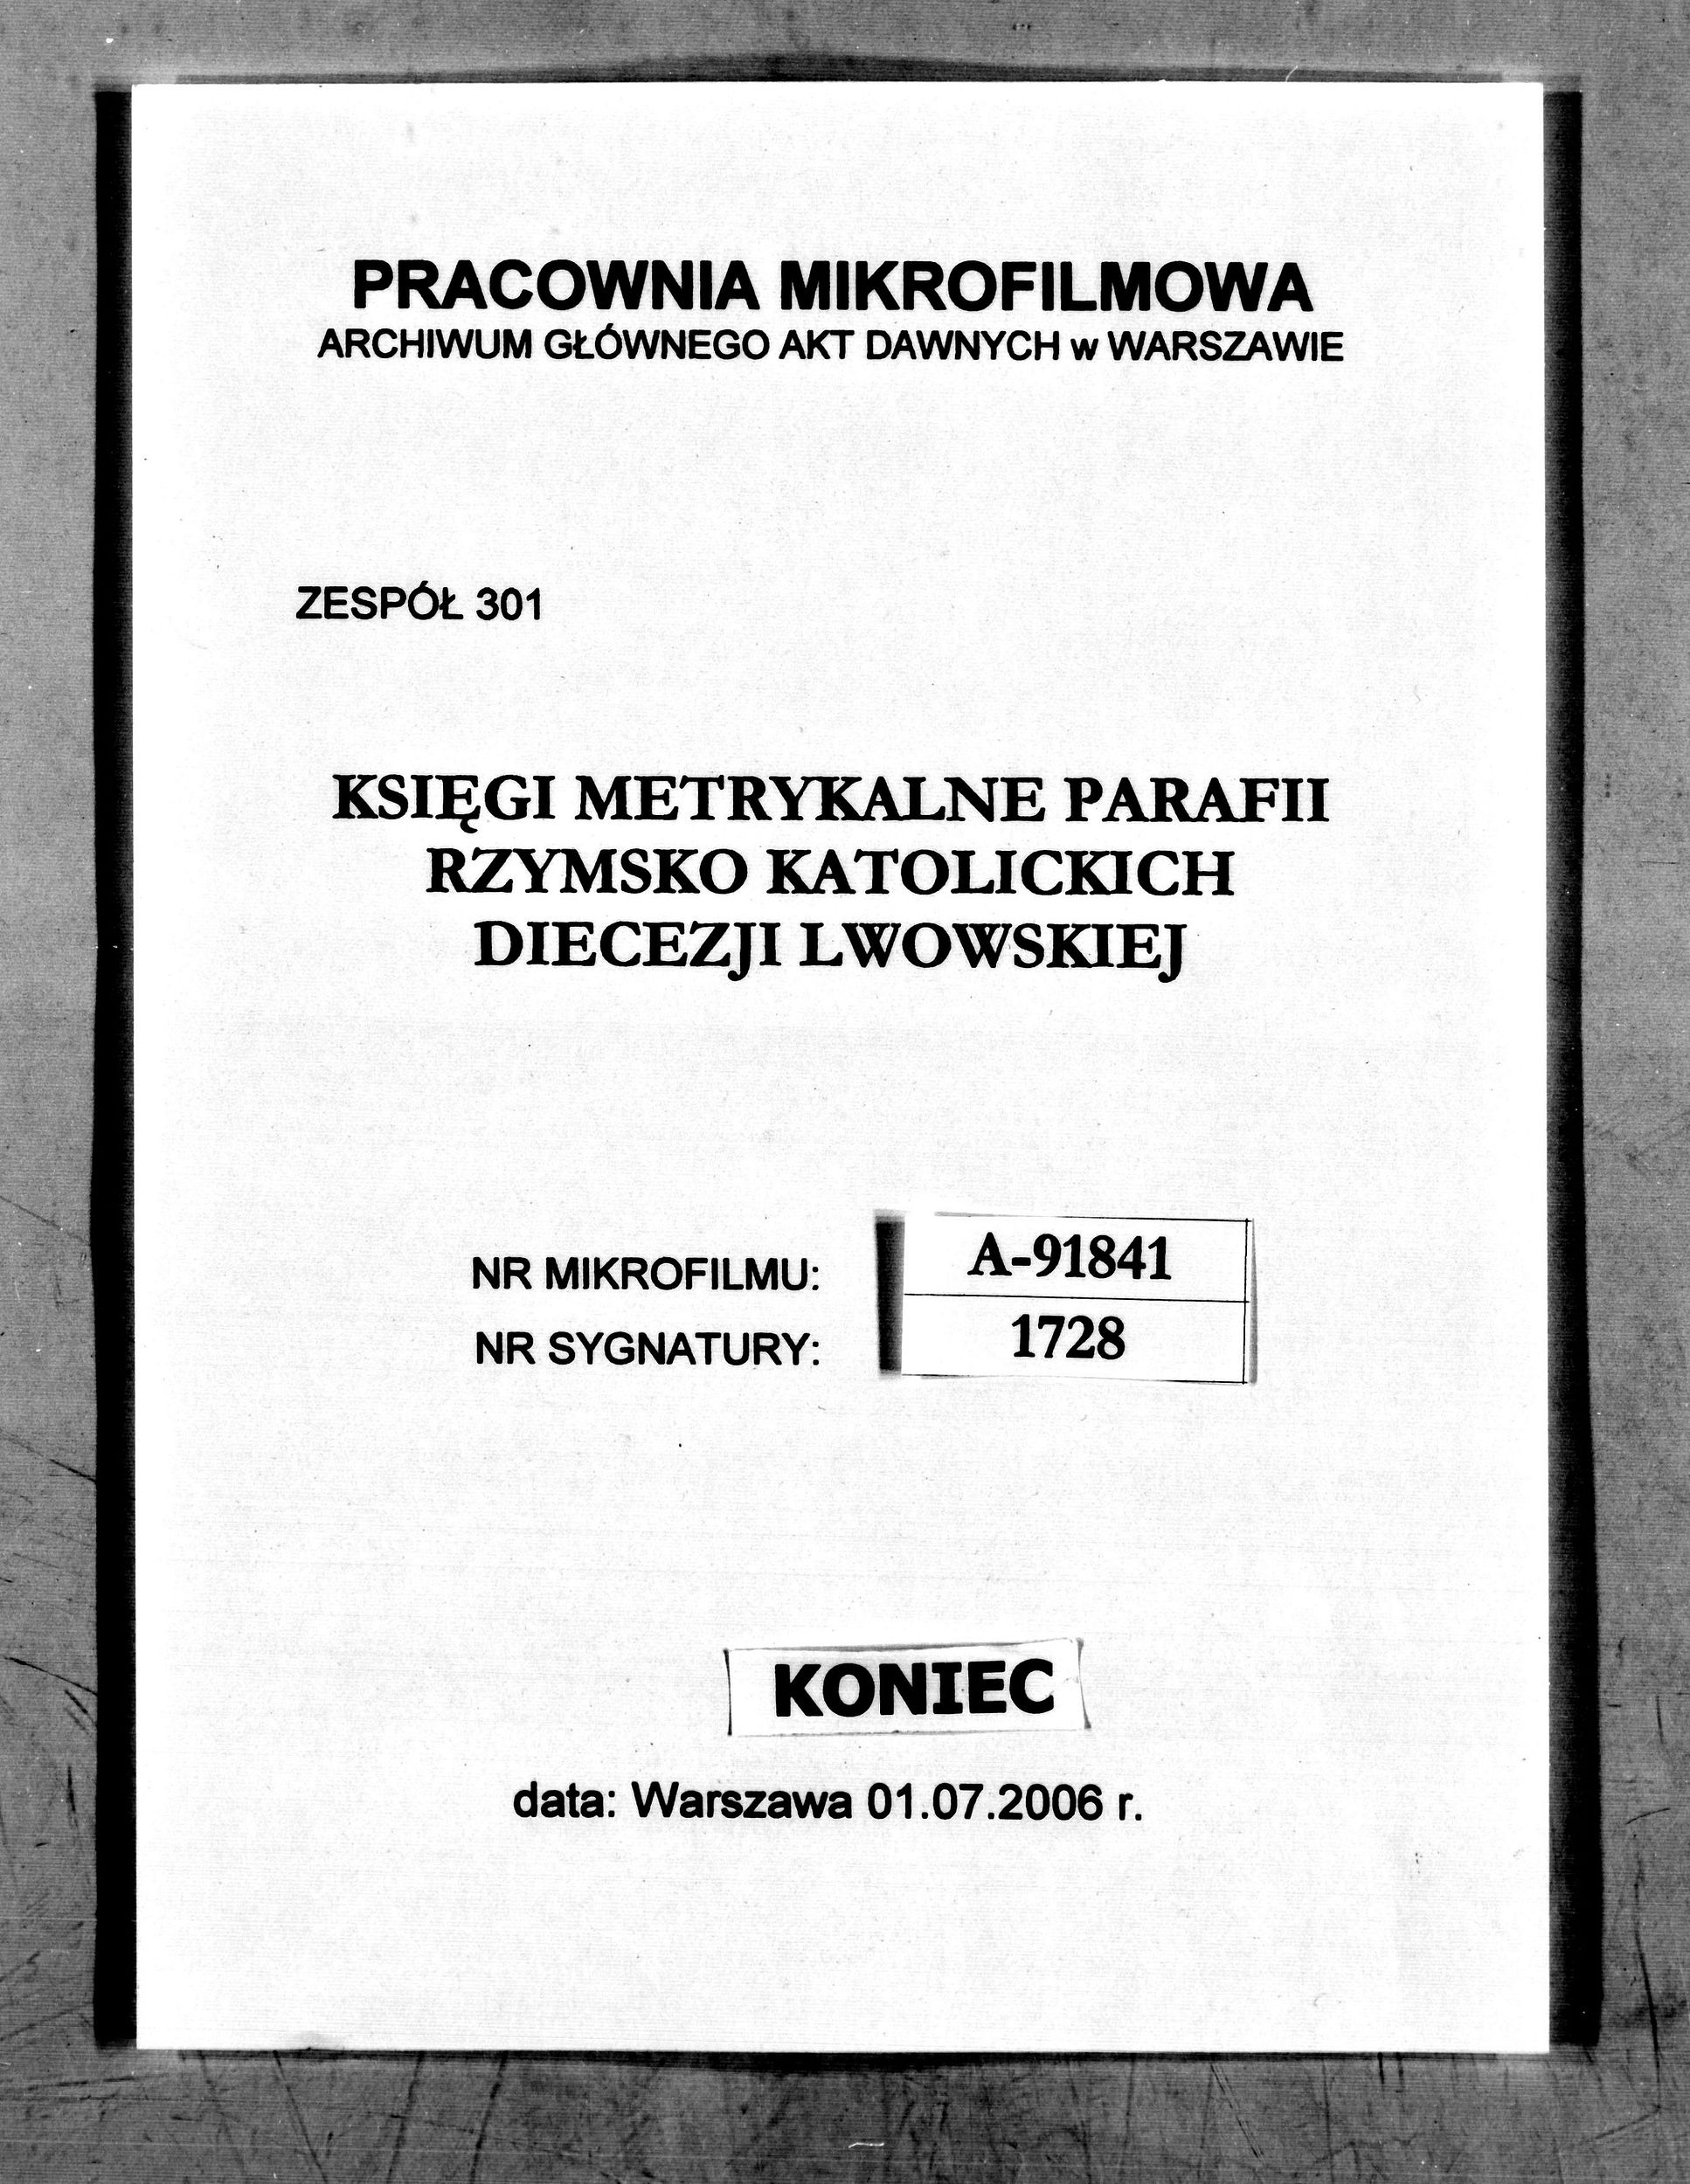 PRACOWNIA MIKROFILMOWA
ARCHIWUM GŁÓWNEGO AKT DAWNYCH w WARSZAWIE
ZESPÓŁ 301
KSIĘGI METRYKALNE PARAFII
RZYMSKO KATOLICKICH
DIECEZJI LWOWSKIEJ
NR MIKROFILMU: A-91841
NR SYGNATURY: 1728
KONIEC
data: Warszawa 01.07.2006 r.